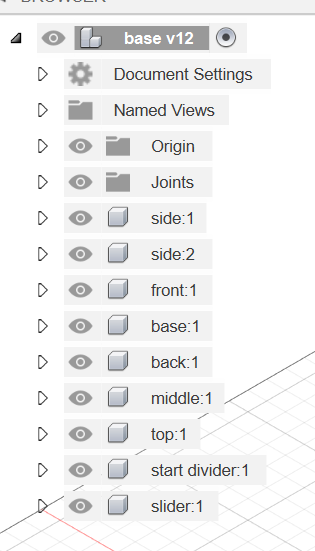 BROWSER
base v12
Document Settings
Named Views
Origin
Joints
side:1
side:2
front:1
base:1
back:1
middle:1
top:1
start divider:1
slider:1